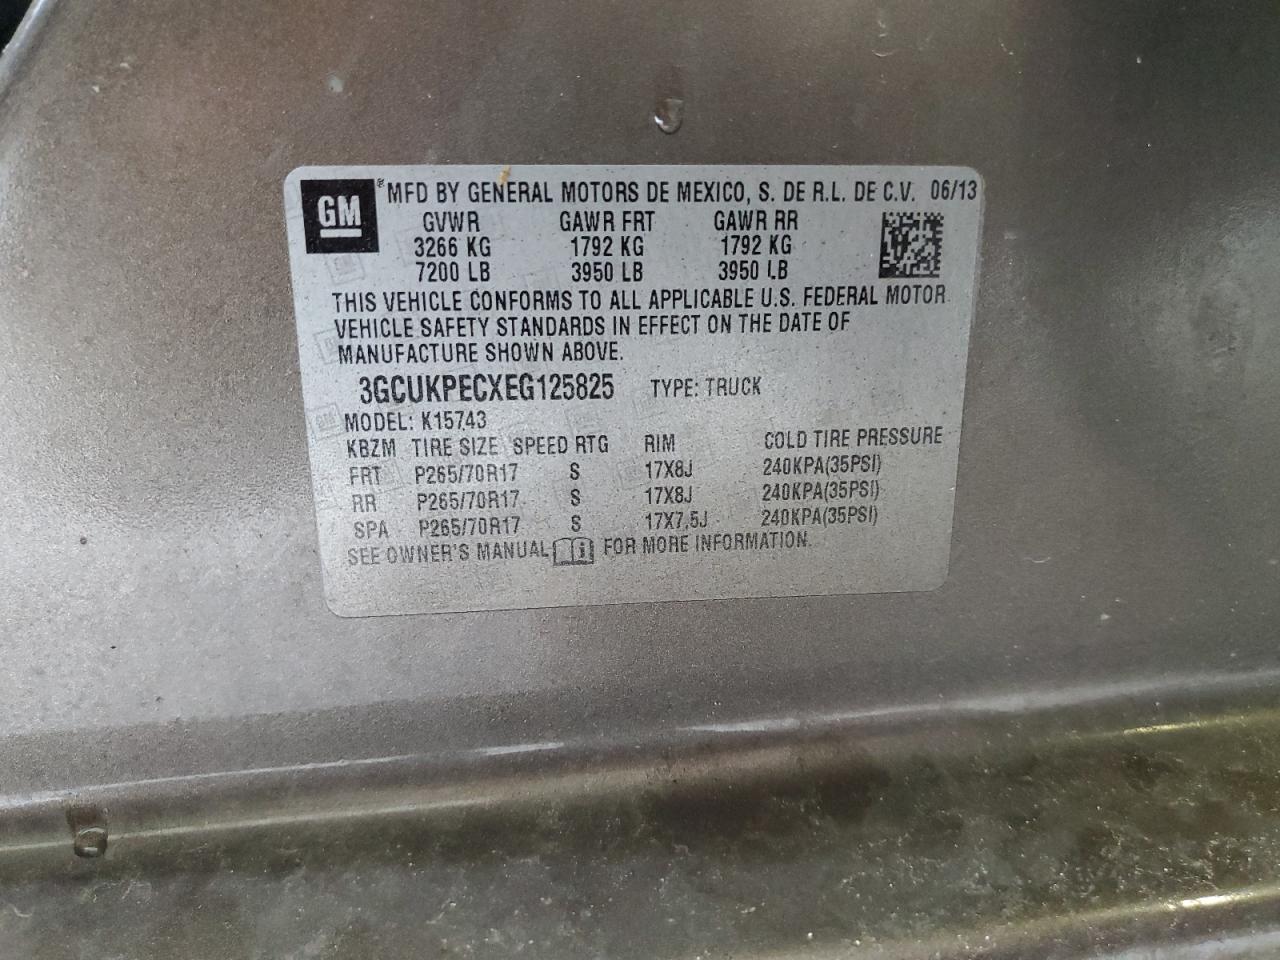 GM ® MFD BY GENERAL MOTORS DE MEXICO, S. DE R.L. DE C.V. 06/13
GVWR GAWR FRT GAWR RR
3266 KG 1792 KG 1792 KG
7200 LB 3950 LB 3950 LB
THIS VEHICLE CONFORMS TO ALL APPLICABLE U.S. FEDERAL MOTOR
VEHICLE SAFETY STANDARDS IN EFFECT ON THE DATE OF
MANUFACTURE SHOWN ABOVE.
3GCUKPECXEG125825 TYPE: TRUCK
MODEL: K15743
KBZM TIRE SIZE SPEED RTG RIM COLD TIRE PRESSURE
FRT P265/70R17 S 17X8J 240KPA(35PSI)
RR P265/70R17 S 17X8J 240KPA(35PSI)
SPA P265/70R17 S 17X7.5J 240KPA(35PSI)
SEE OWNER'S MANUAL FOR MORE INFORMATION.